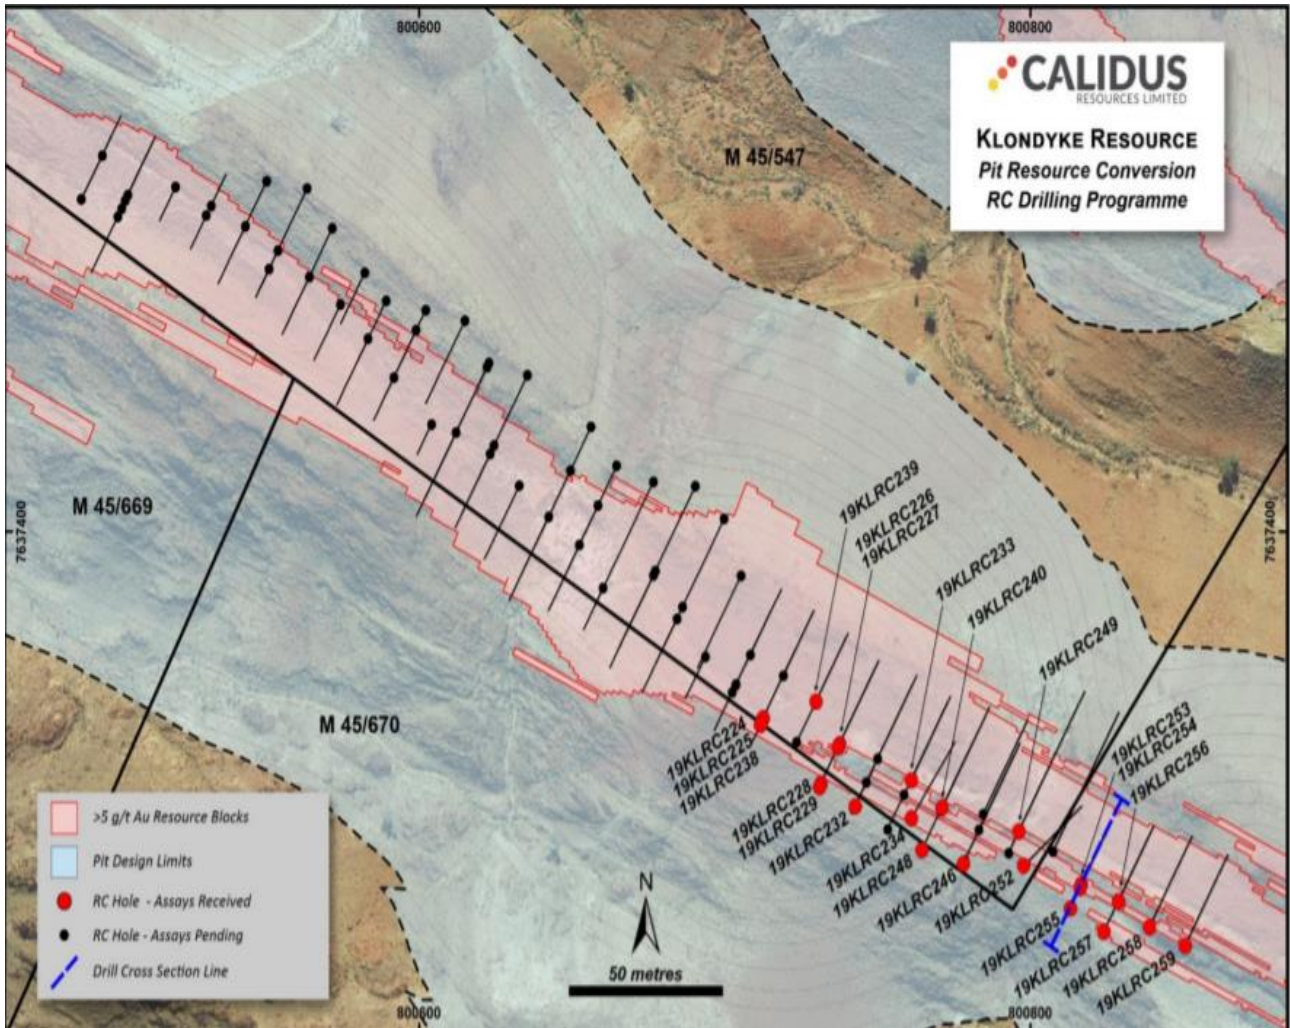 800600
800800
CALIDUS
RESOURCES LIMITED
KLONDYKE RESOURCE
Pit Resource Conversion
RC Drilling Programme
M 45/547
M 45/669
7637400
7637400
M 45/670
19KLRC239
19KLRC226
19KLRC227
19KLRC233
19KLRC240
19KLRC249
19KLRC253
19KLRC254
19KLRC256
19KLRC224
19KLRC225
19KLRC238
19KLRC228
19KLRC229
19KLRC232
19KLRC234
19KLRC248
19KLRC246
19KLRC252
19KLRC255
19KLRC257
19KLRC258
19KLRC259
>5 g/t Au Resource Blocks
Pit Design Limits
RC Hole - Assays Received
RC Hole - Assays Pending
Drill Cross Section Line
N
50 metres
800600
800800